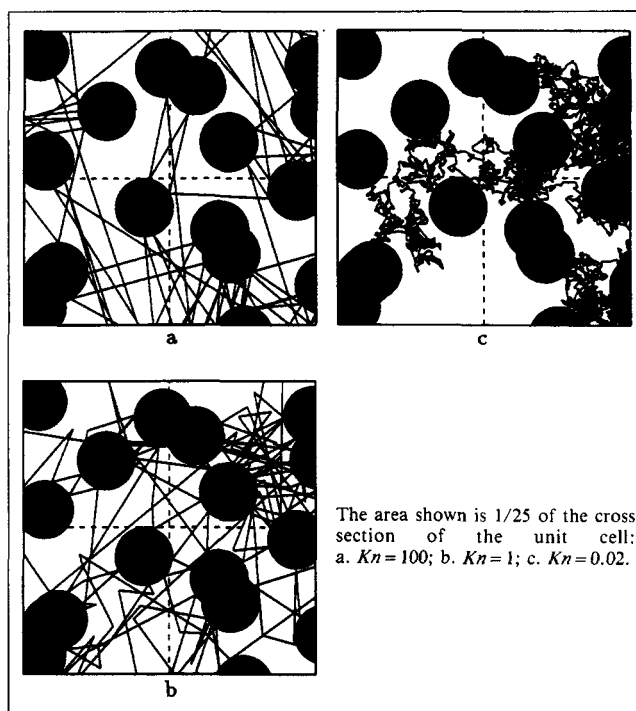 a
c
b
The area shown is 1/25 of the cross
section of the unit cell:
a. Kn = 100; b. Kn = 1; c. Kn = 0.02.